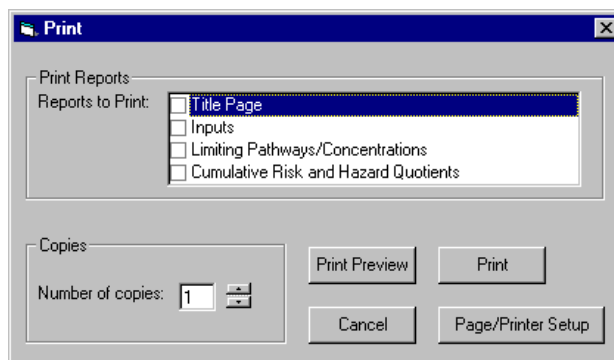 Print
Print Reports
Reports to Print:
Title Page
Inputs
Limiting Pathways/Concentrations
Cumulative Risk and Hazard Quotients
Copies
Number of copies: 1
Print Preview
Print
Cancel
Page/Printer Setup